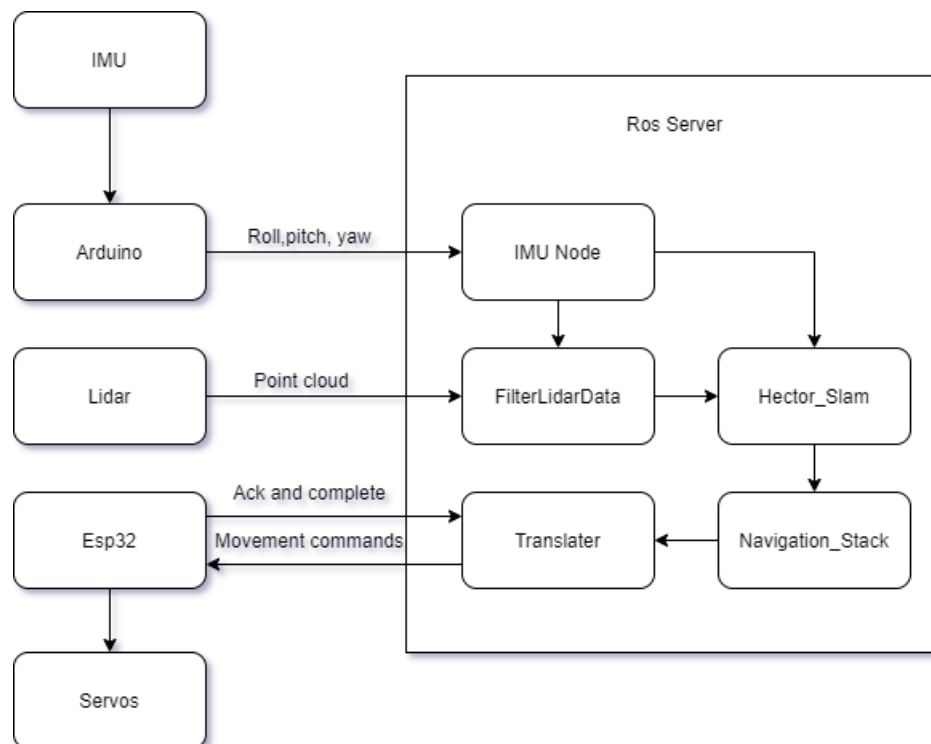 IMU
Ros Server
Arduino
Roll,pitch, yaw
IMU Node
Lidar
Point cloud
FilterLidarData
Hector_Slam
Esp32
Ack and complete
Movement commands
Translater
Navigation_Stack
Servos